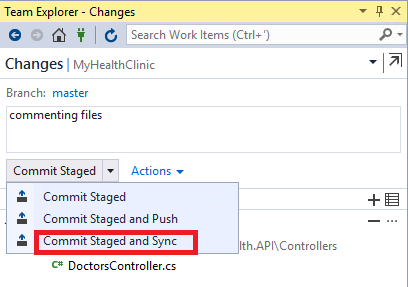 Team Explorer - Changes
Search Work Items (Ctrl+')
Changes | MyHealthClinic
Branch: master
commenting files
Commit Staged Actions
Commit Staged
Commit Staged and Push
Commit Staged and Sync
lth.API\Controllers
C# DoctorsController.cs